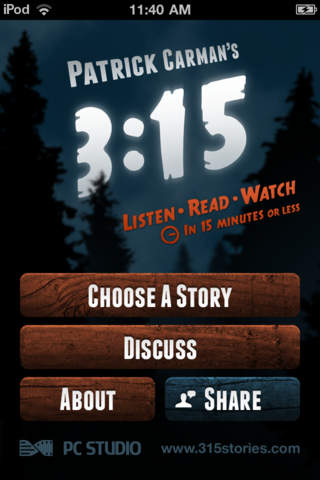 iPod 11:40 AM
PATRICK CARMAN'S
3:15
LISTEN • READ • WATCH
IN 15 MINUTES OR LESS
CHOOSE A STORY
DISCUSS
ABOUT SHARE
PC STUDIO www.315stories.com